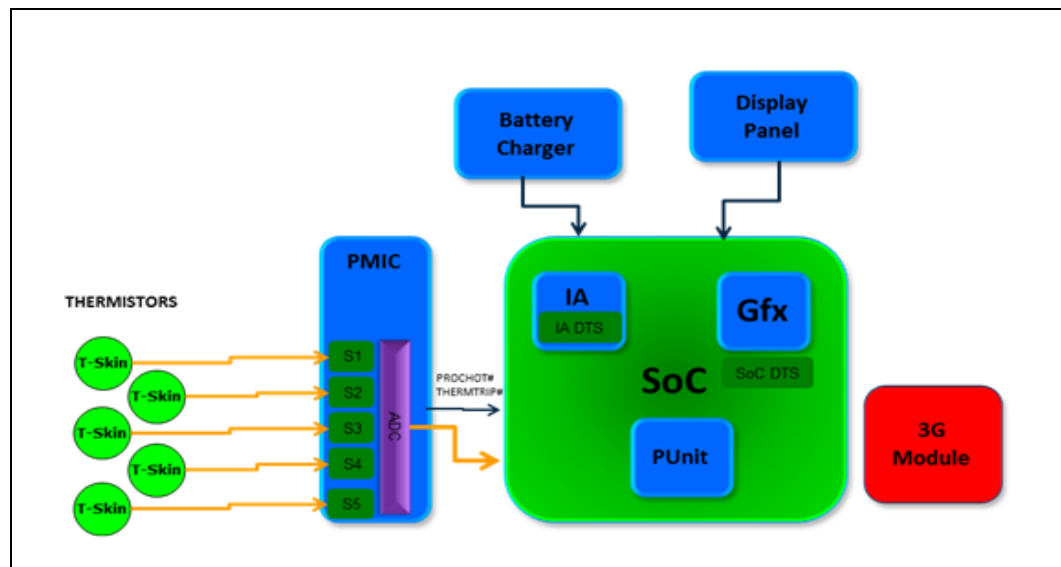 Battery
Charger
Display
Panel
PMIC
THERMISTORS
T-Skin
T-Skin
T-Skin
T-Skin
T-Skin
S1
S2
S3
S4
S5
ADC
PROCHOT#
THERMTRIP#
IA
IA DTS
Gfx
SoC DTS
SoC
PUnit
3G
Module